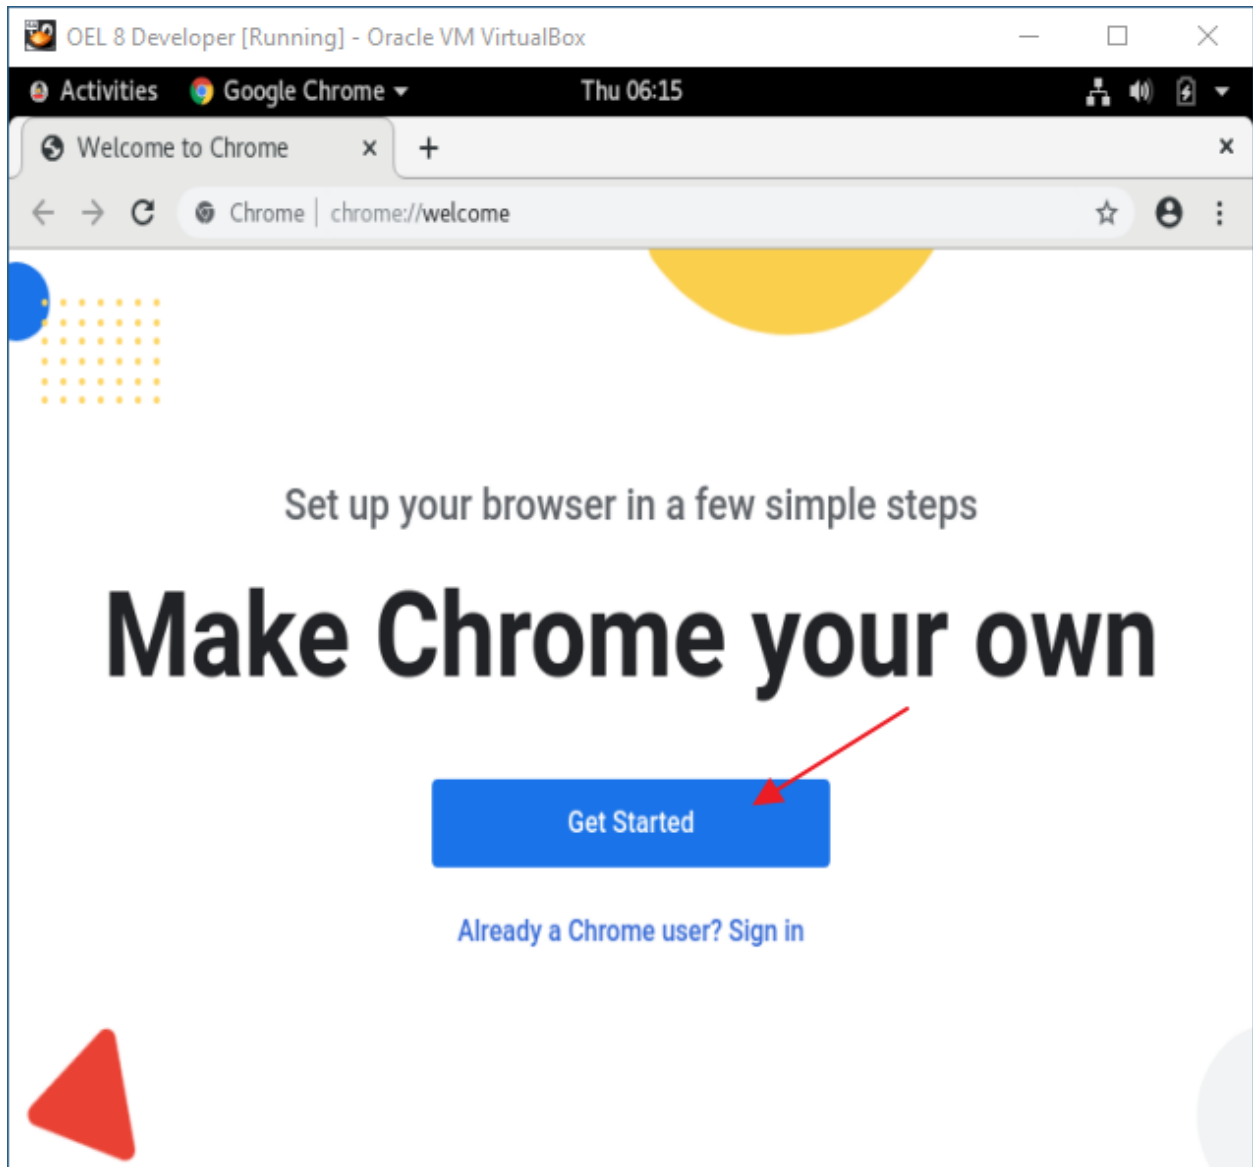 OEL 8 Developer [Running] - Oracle VM VirtualBox
Activities Google Chrome Thu 06:15
Welcome to Chrome
Chrome | chrome://welcome
Set up your browser in a few simple steps
Make Chrome your own
Get Started
Already a Chrome user? Sign in